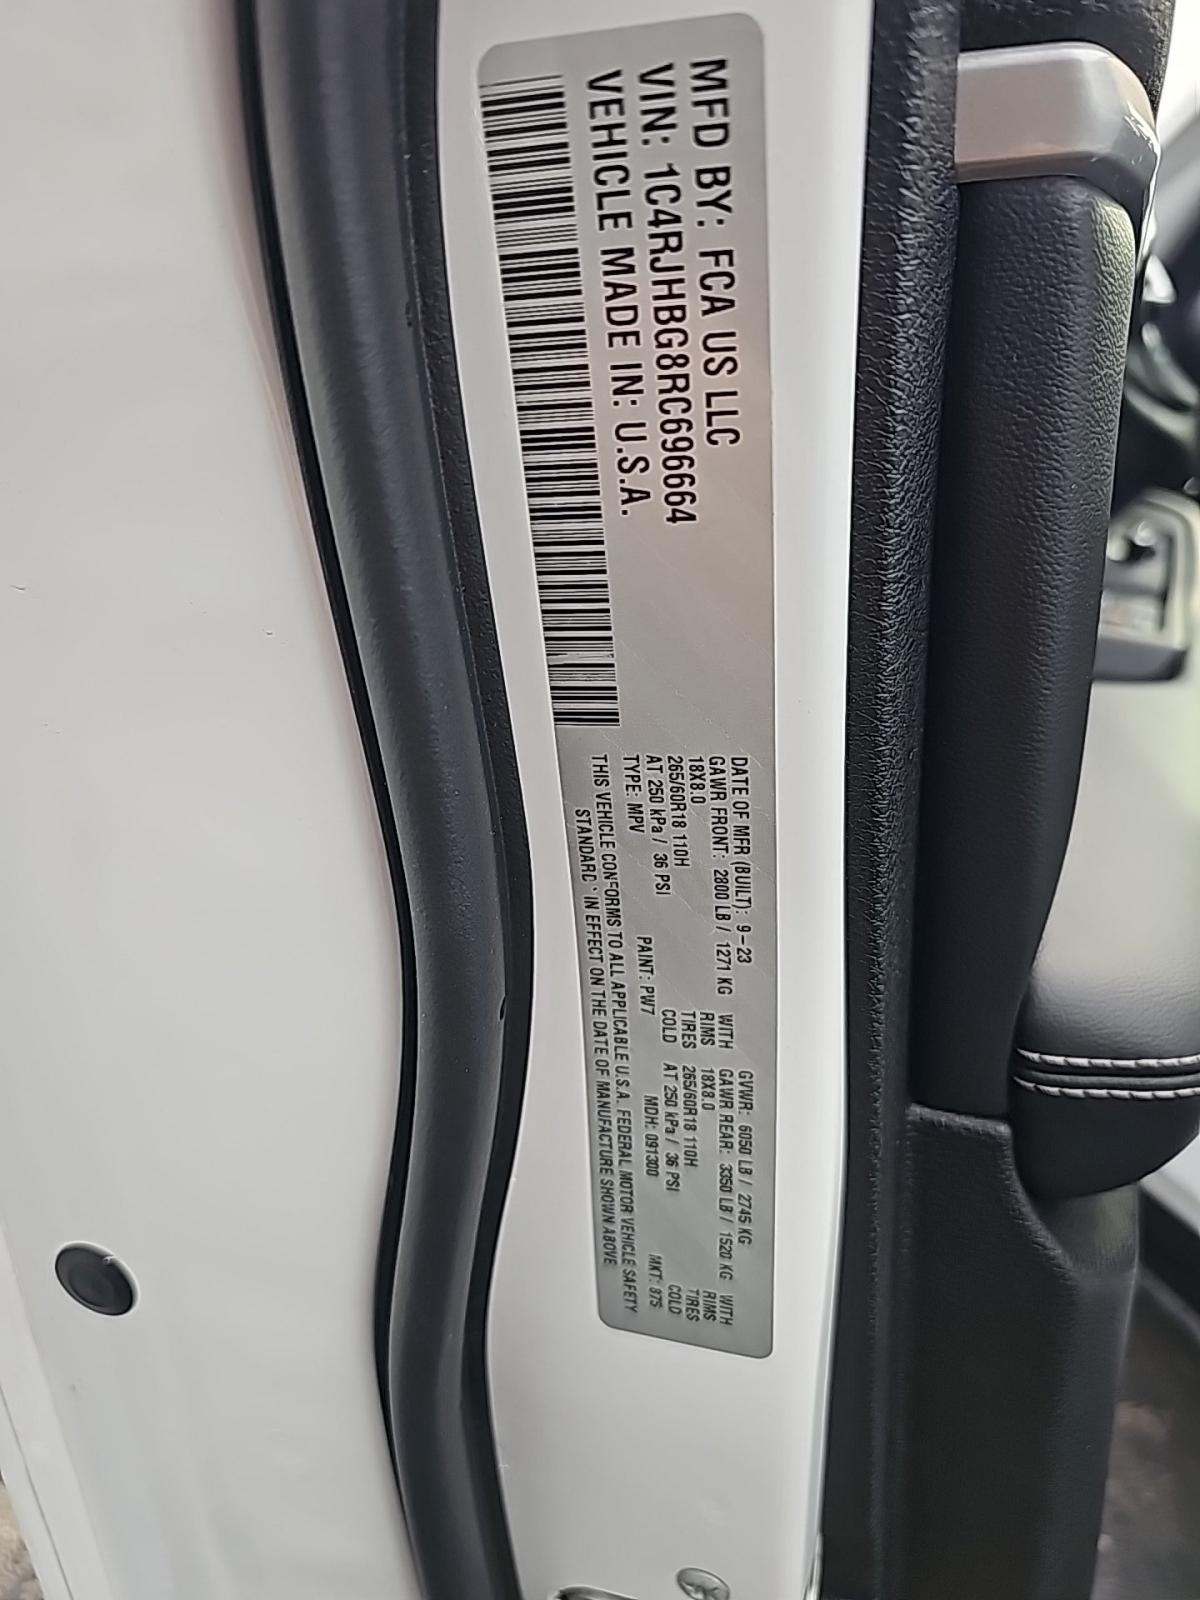 MFD BY: FCA US LLC
VIN: 1C4RJHBG8RC696664
VEHICLE MADE IN: U.S.A.
DATE OF MFR (BUILT): 9-23 GVWR: 6050 LB / 2745 KG
GAWR FRONT: 2800 LB / 1271 KG WITH GAWR REAR: 3350 LB / 1520 KG WITH
18X8.0 RIMS 18X8.0 RIMS
265/60R18 110H TIRES 265/60R18 110H TIRES
AT 250 kPa / 36 PSI COLD AT 250 kPa / 36 PSI COLD
TYPE: MPV PAINT: PW7 MDH: 091300 MKT: 87S
THIS VEHICLE CONFORMS TO ALL APPLICABLE U.S.A. FEDERAL MOTOR VEHICLE SAFETY
STANDARD IN EFFECT ON THE DATE OF MANUFACTURE SHOWN ABOVE